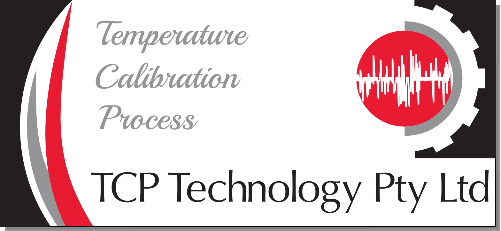 Temperature
Calibration
Process
TCP Technology Pty Ltd